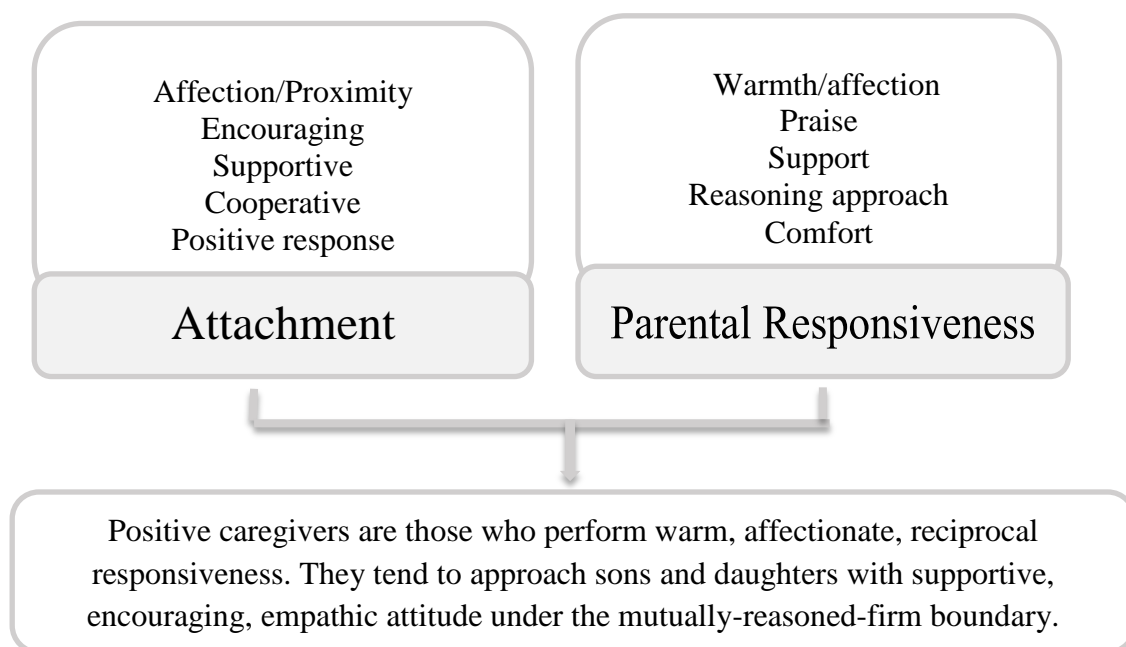 Affection/Proximity
Encouraging
Supportive
Cooperative
Positive response
Attachment
Warmth/affection
Praise
Support
Reasoning approach
Comfort
Parental Responsiveness
Positive caregivers are those who perform warm, affectionate, reciprocal
responsiveness. They tend to approach sons and daughters with supportive,
encouraging, empathic attitude under the mutually-reasoned-firm boundary.